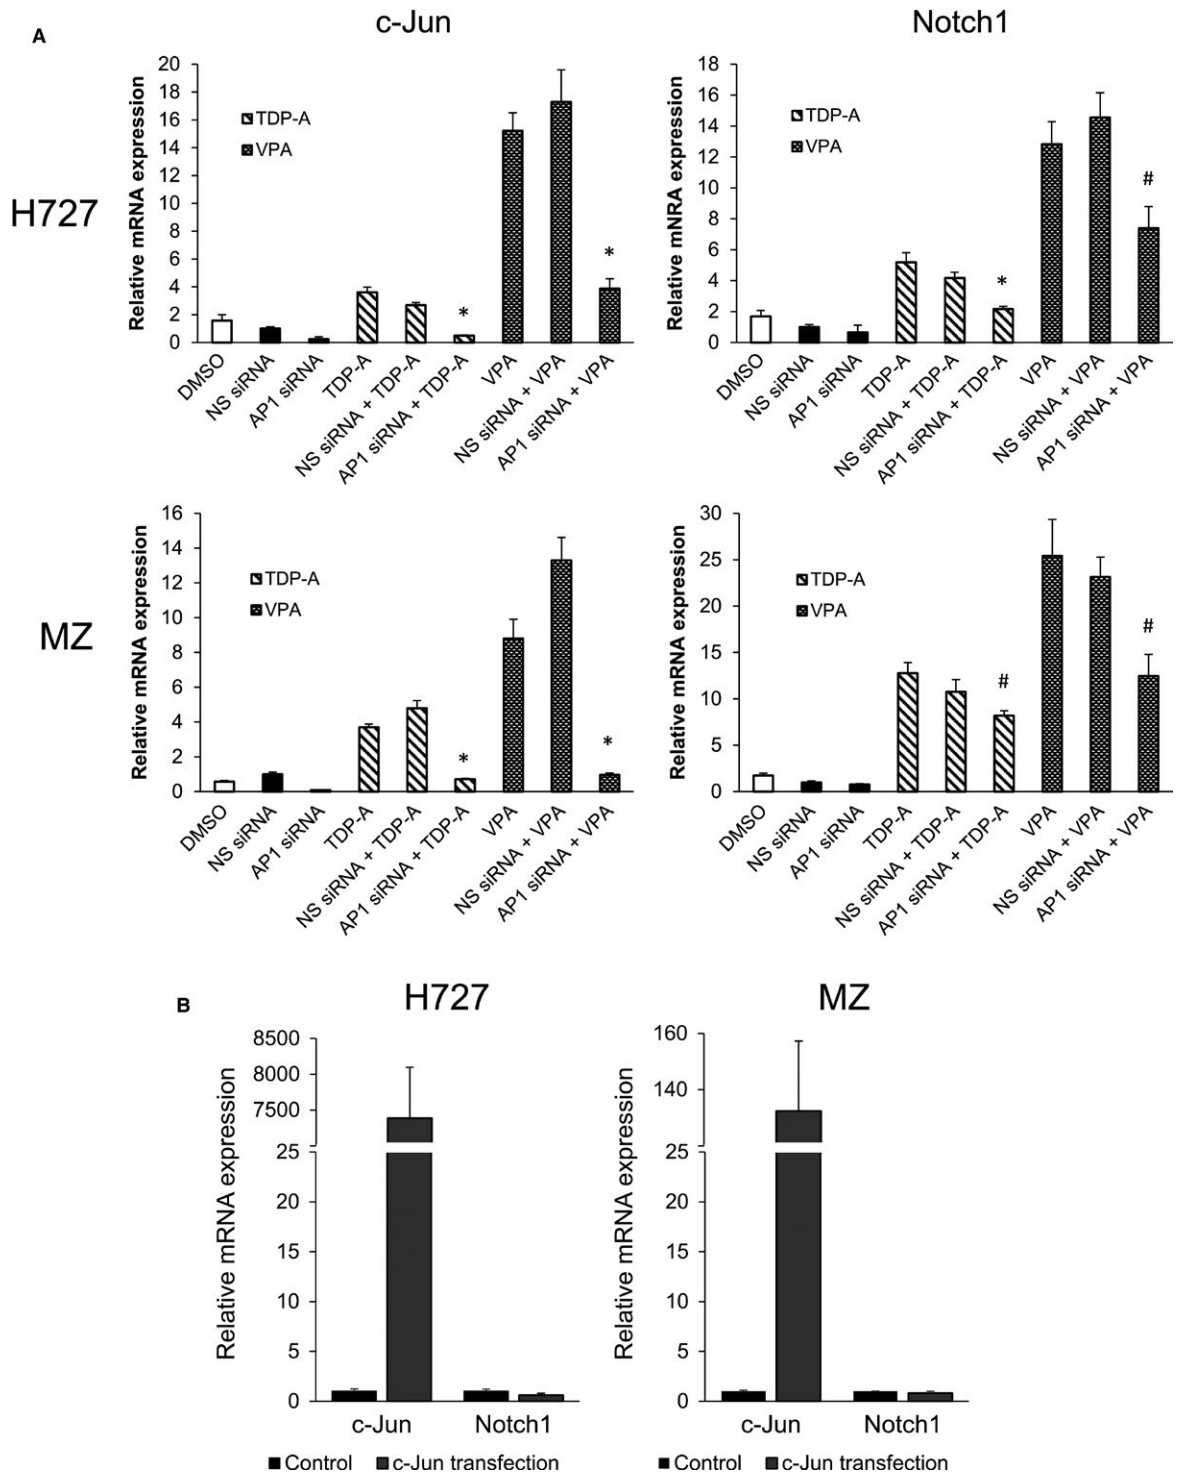 A
c-Jun
Notch1
H727
Relative mRNA expression
20
18
16
14
12
10
8
6
4
2
0
TDP-A
VPA
*
*
DMSO
NS siRNA
AP1 siRNA
TDP-A
NS siRNA + TDP-A
AP1 siRNA + TDP-A
VPA
NS siRNA + VPA
AP1 siRNA + VPA
Relative mNRA expression
18
16
14
12
10
8
6
4
2
0
TDP-A
VPA
*
#
DMSO
NS siRNA
AP1 siRNA
TDP-A
NS siRNA + TDP-A
AP1 siRNA + TDP-A
VPA
NS siRNA + VPA
AP1 siRNA + VPA
MZ
Relative mRNA expression
16
14
12
10
8
6
4
2
0
TDP-A
VPA
*
*
DMSO
NS siRNA
AP1 siRNA
TDP-A
NS siRNA + TDP-A
AP1 siRNA + TDP-A
VPA
NS siRNA + VPA
AP1 siRNA + VPA
Relative mRNA expression
30
25
20
15
10
5
0
TDP-A
VPA
#
#
DMSO
NS siRNA
AP1 siRNA
TDP-A
NS siRNA + TDP-A
AP1 siRNA + TDP-A
VPA
NS siRNA + VPA
AP1 siRNA + VPA
B
H727
Relative mRNA expression
8500
8000
7500
25
20
15
10
5
0
c-Jun
Notch1
Control
c-Jun transfection
MZ
Relative mRNA expression
160
140
25
20
15
10
5
0
c-Jun
Notch1
Control
c-Jun transfection